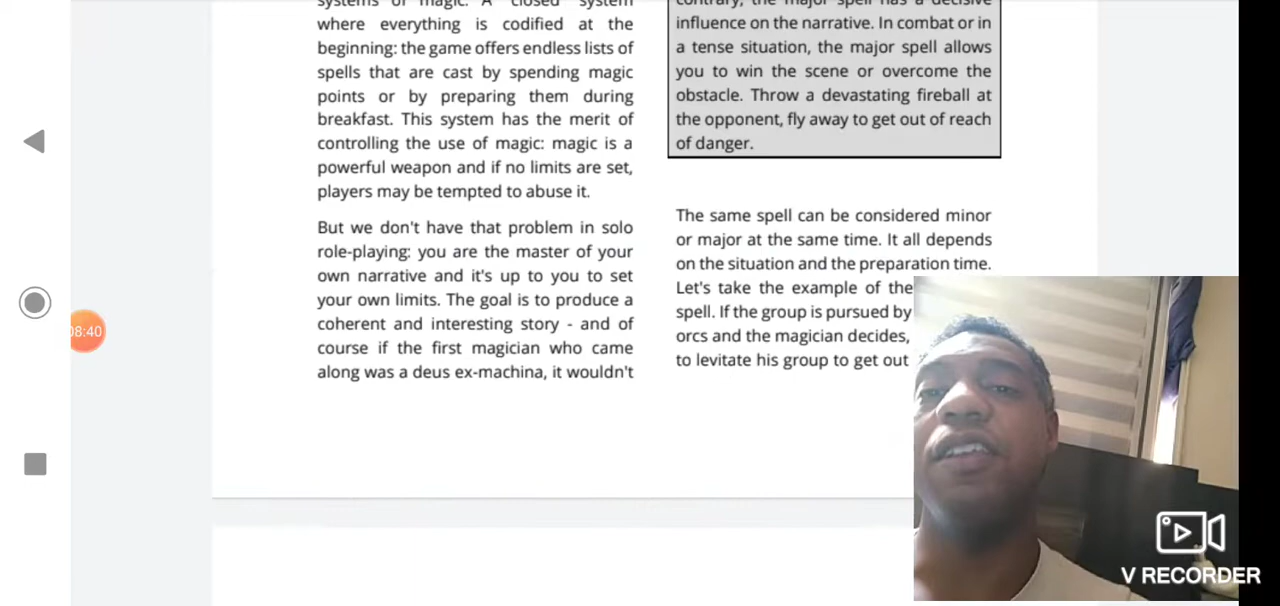 systems of magic. A closed system
where everything is codified at the
beginning: the game offers endless lists of
spells that are cast by spending magic
points or by preparing them during
breakfast. This system has the merit of
controlling the use of magic: magic is a
powerful weapon and if no limits are set,
players may be tempted to abuse it.
But we don't have that problem in solo
role-playing: you are the master of your
own narrative and it's up to you to set
your own limits. The goal is to produce a
coherent and interesting story - and of
course if the first magician who came
along was a deus ex-machina, it wouldn't
contrary, the major spell has a decisive
influence on the narrative. In combat or in
a tense situation, the major spell allows
you to win the scene or overcome the
obstacle. Throw a devastating fireball at
the opponent, fly away to get out of reach
of danger.
The same spell can be considered minor
or major at the same time. It all depends
on the situation and the preparation time.
Let's take the example of the
spell. If the group is pursued by
orcs and the magician decides,
to levitate his group to get out
08:40
V RECORDER